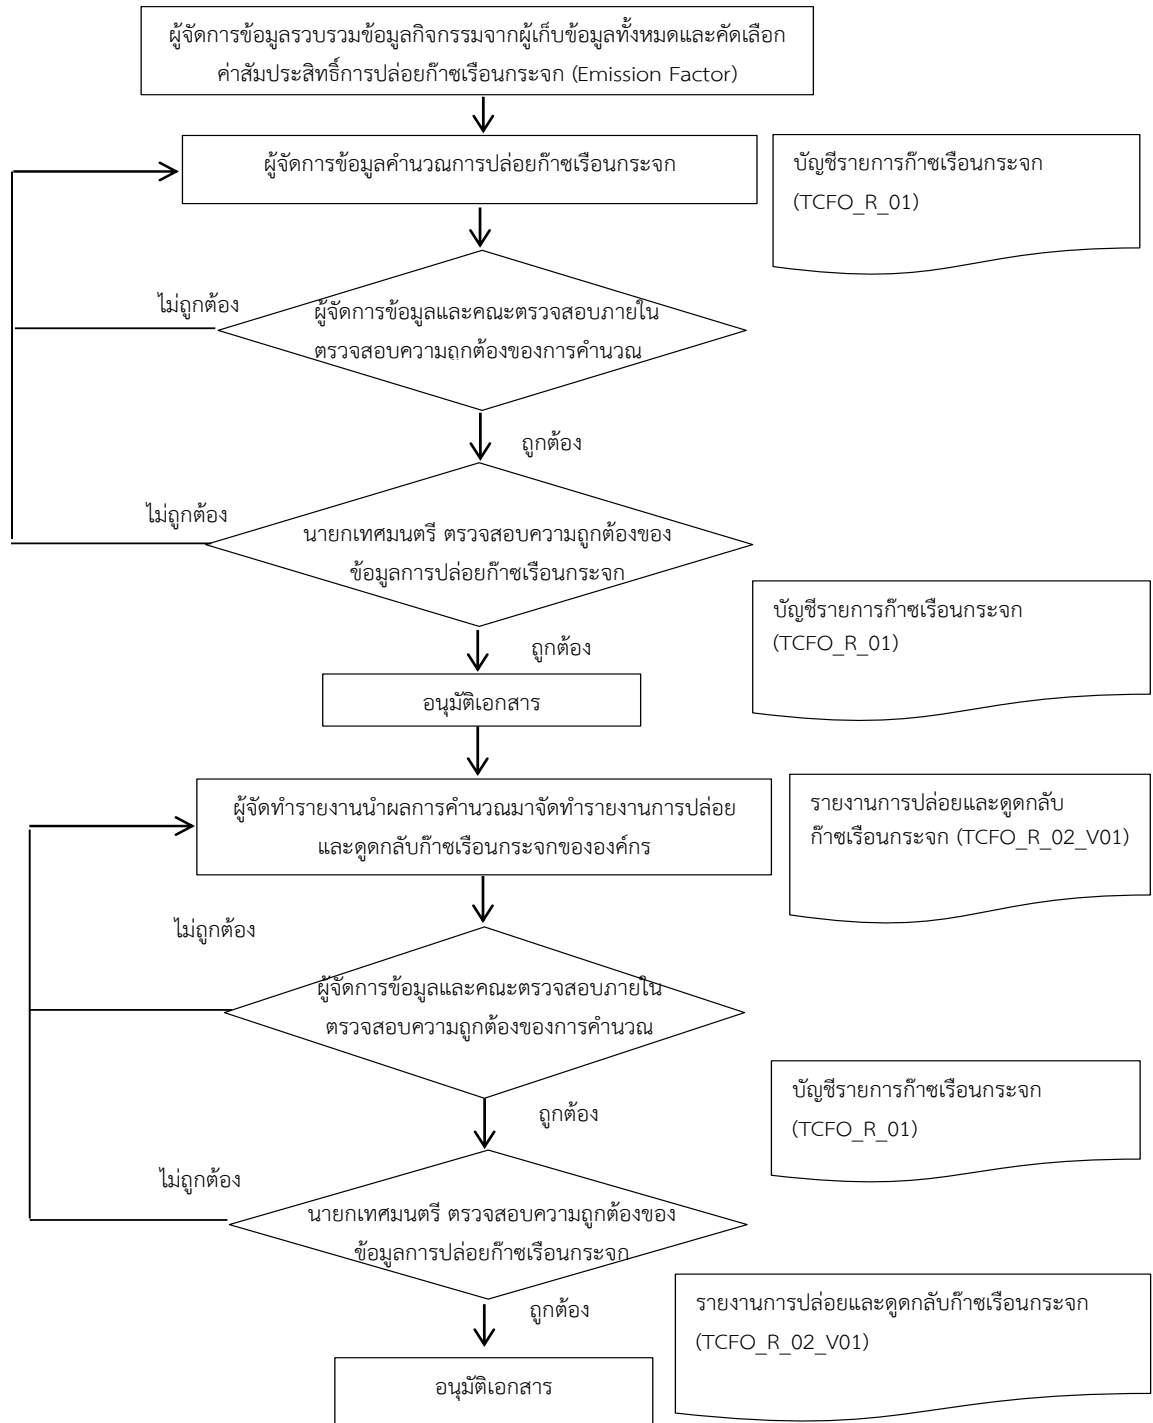 ผู้จัดการข้อมูลรวบรวมข้อมูลกิจกรรมจากผู้เก็บข้อมูลทั้งหมดและคัดเลือก
ค่าสัมประสิทธิ์การปล่อยก๊าซเรือนกระจก (Emission Factor)
ผู้จัดการข้อมูลคำนวณการปล่อยก๊าซเรือนกระจก
บัญชีรายการก๊าซเรือนกระจก
(TCFO_R_01)
ไม่ถูกต้อง
ผู้จัดการข้อมูลและคณะตรวจสอบภายใน
ตรวจสอบความถูกต้องของการคำนวณ
ถูกต้อง
ไม่ถูกต้อง
นายกเทศมนตรี ตรวจสอบความถูกต้องของ
ข้อมูลการปล่อยก๊าซเรือนกระจก
บัญชีรายการก๊าซเรือนกระจก
(TCFO_R_01)
ถูกต้อง
อนุมัติเอกสาร
ผู้จัดทำรายงานนำผลการคำนวณมาจัดทำรายงานการปล่อย
และดูดกลับก๊าซเรือนกระจกขององค์กร
รายงานการปล่อยและดูดกลับ
ก๊าซเรือนกระจก (TCFO_R_02_V01)
ไม่ถูกต้อง
ผู้จัดการข้อมูลและคณะตรวจสอบภายใน
ตรวจสอบความถูกต้องของการคำนวณ
บัญชีรายการก๊าซเรือนกระจก
(TCFO_R_01)
ถูกต้อง
ไม่ถูกต้อง
นายกเทศมนตรี ตรวจสอบความถูกต้องของ
ข้อมูลการปล่อยก๊าซเรือนกระจก
ถูกต้อง
รายงานการปล่อยและดูดกลับก๊าซเรือนกระจก
(TCFO_R_02_V01)
อนุมัติเอกสาร